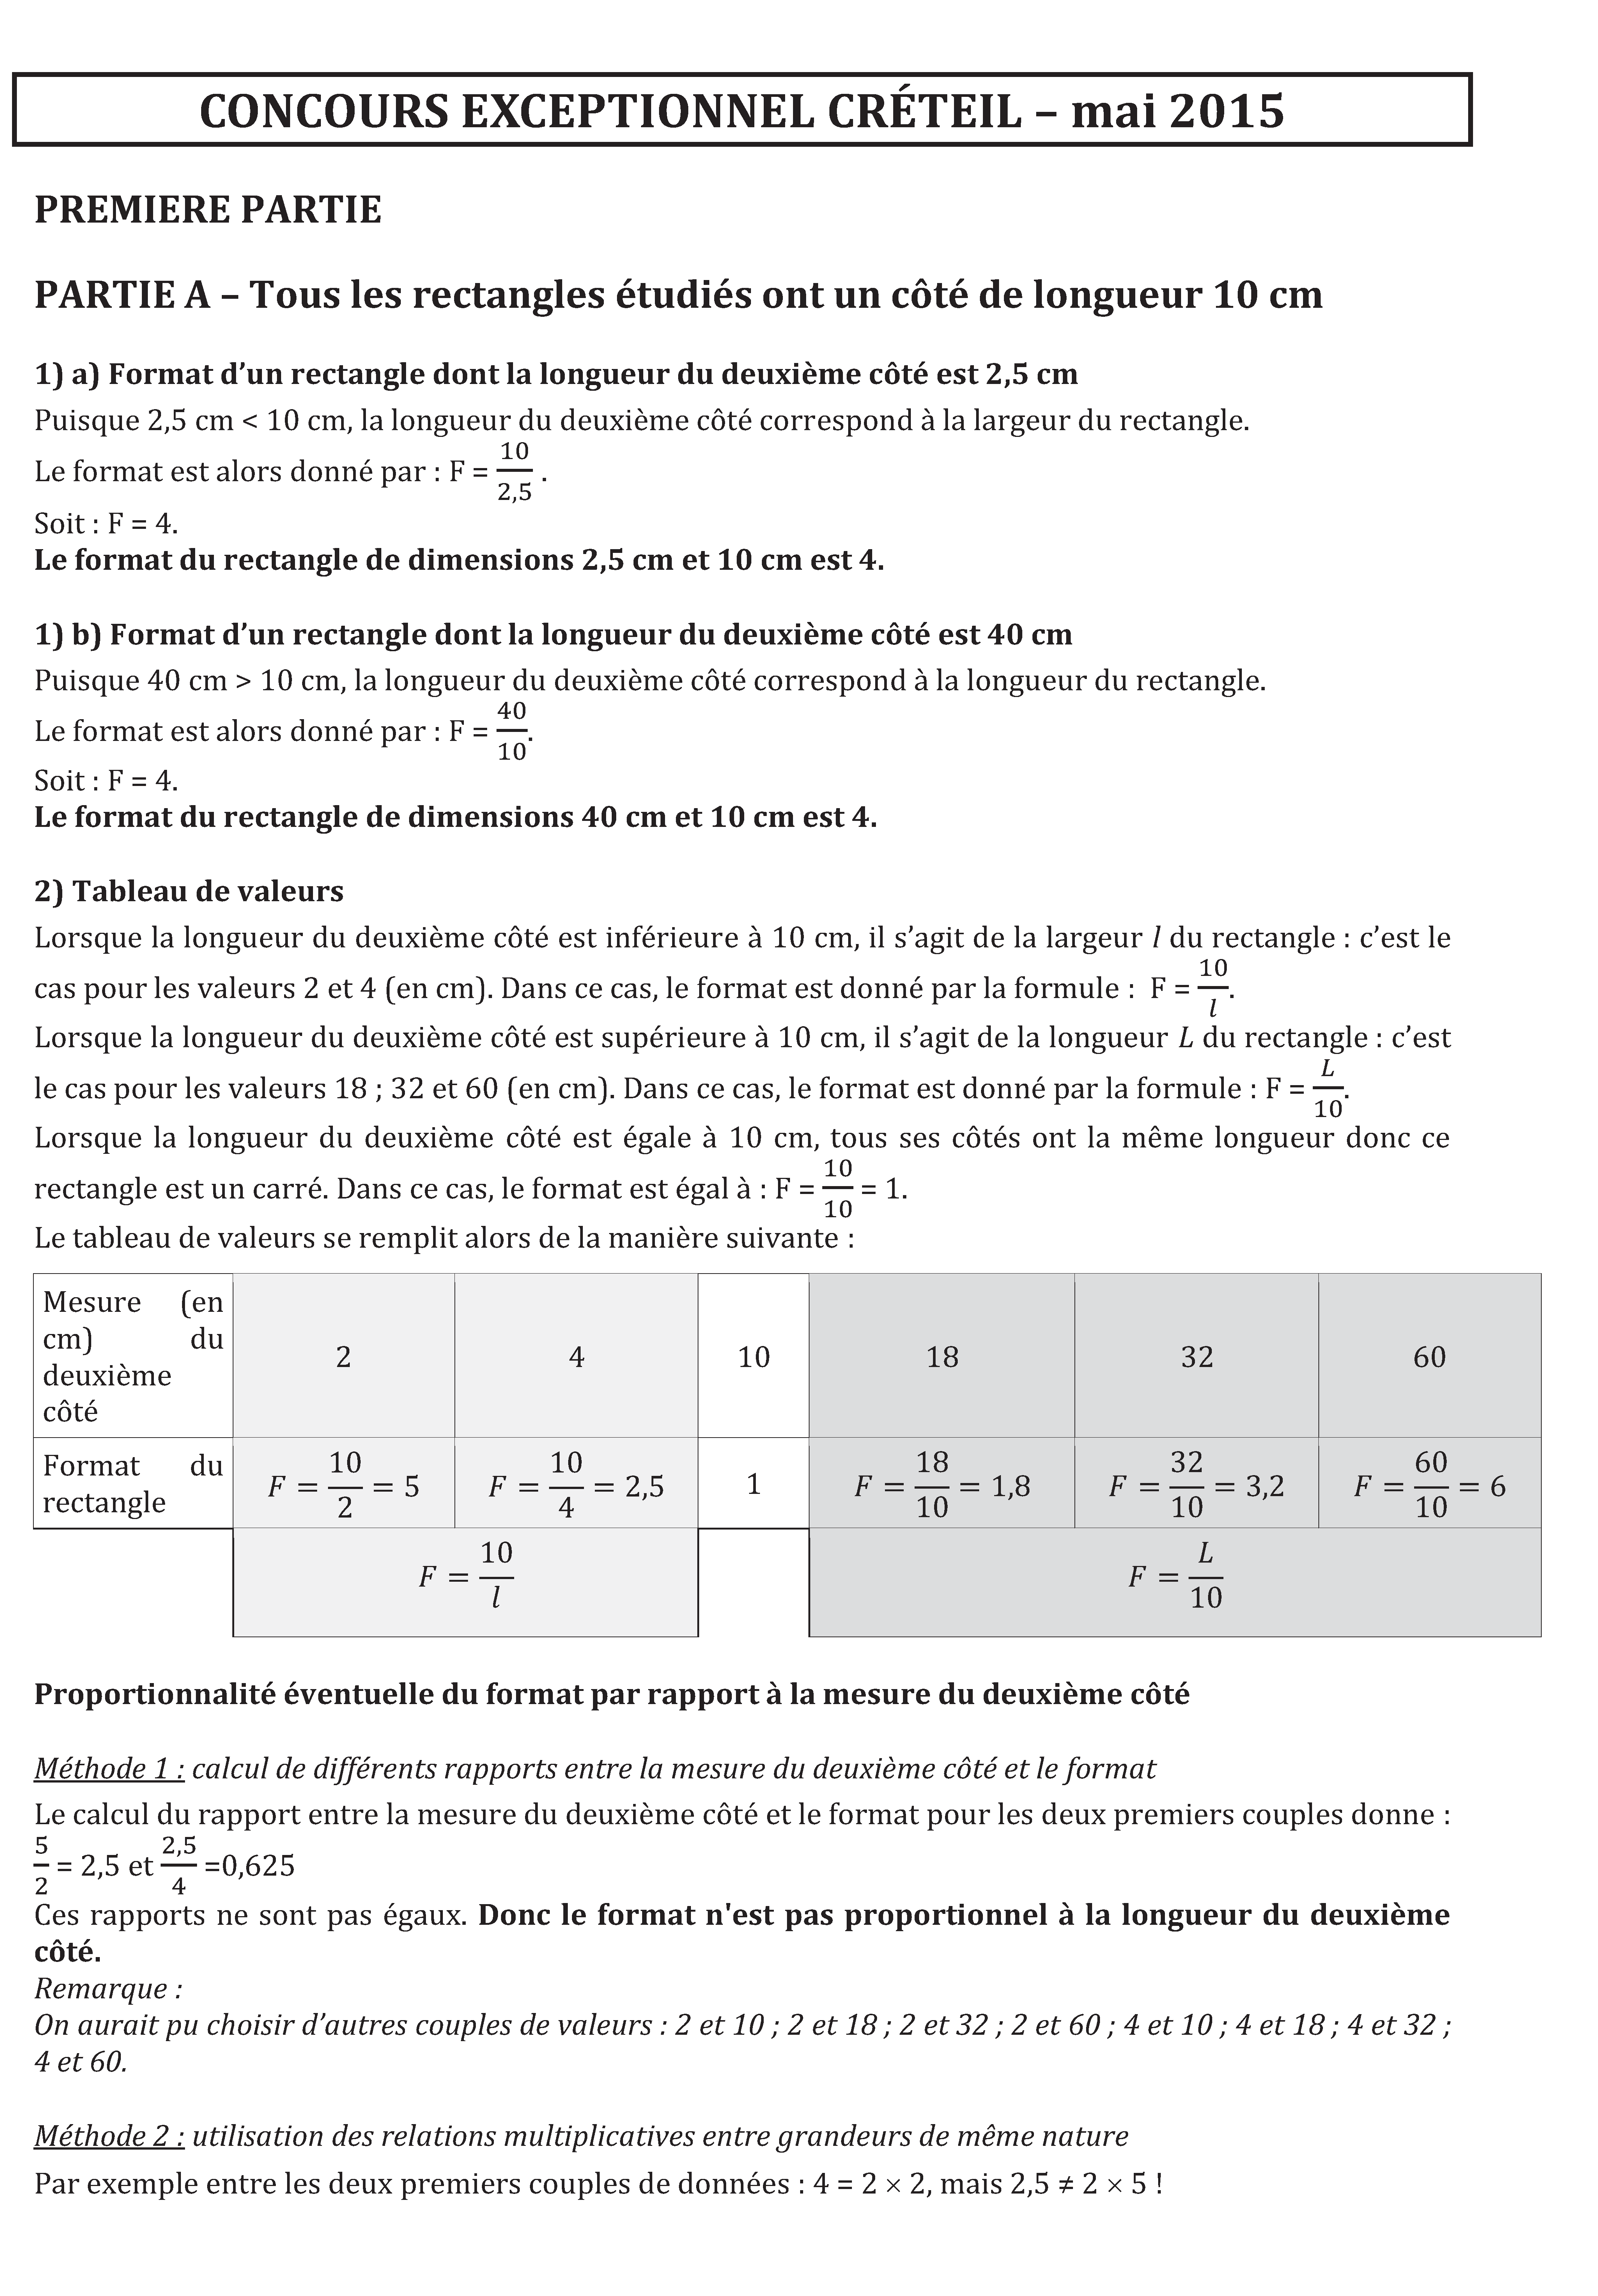 CONCOURS EXCEPTIONNEL CRÉTEIL – mai 2015
PREMIERE PARTIE
PARTIE A – Tous les rectangles étudiés ont un côté de longueur 10 cm
1) a) Format d’un rectangle dont la longueur du deuxième côté est 2,5 cm
Puisque 2,5 cm < 10 cm, la longueur du deuxième côté correspond à la largeur du rectangle.
Le format est alors donné par : F = 10/2,5 .
Soit : F = 4.
Le format du rectangle de dimensions 2,5 cm et 10 cm est 4.
1) b) Format d’un rectangle dont la longueur du deuxième côté est 40 cm
Puisque 40 cm > 10 cm, la longueur du deuxième côté correspond à la longueur du rectangle.
Le format est alors donné par : F = 40/10.
Soit : F = 4.
Le format du rectangle de dimensions 40 cm et 10 cm est 4.
2) Tableau de valeurs
Lorsque la longueur du deuxième côté est inférieure à 10 cm, il s’agit de la largeur l du rectangle : c’est le
cas pour les valeurs 2 et 4 (en cm). Dans ce cas, le format est donné par la formule : F = 10/l.
Lorsque la longueur du deuxième côté est supérieure à 10 cm, il s’agit de la longueur L du rectangle : c’est
le cas pour les valeurs 18 ; 32 et 60 (en cm). Dans ce cas, le format est donné par la formule : F = L/10.
Lorsque la longueur du deuxième côté est égale à 10 cm, tous ses côtés ont la même longueur donc ce
rectangle est un carré. Dans ce cas, le format est égal à : F = 10/10 = 1.
Le tableau de valeurs se remplit alors de la manière suivante :
Mesure (en
cm) du
deuxième
côté
2 4 10 18 32 60
Format du
rectangle
F = 10/2 = 5 F = 10/4 = 2,5 1 F = 18/10 = 1,8 F = 32/10 = 3,2 F = 60/10 = 6
F = 10/l F = L/10
Proportionnalité éventuelle du format par rapport à la mesure du deuxième côté
Méthode 1 : calcul de différents rapports entre la mesure du deuxième côté et le format
Le calcul du rapport entre la mesure du deuxième côté et le format pour les deux premiers couples donne :
5/2 = 2,5 et 2,5/4 =0,625
Ces rapports ne sont pas égaux. Donc le format n'est pas proportionnel à la longueur du deuxième
côté.
Remarque :
On aurait pu choisir d’autres couples de valeurs : 2 et 10 ; 2 et 18 ; 2 et 32 ; 2 et 60 ; 4 et 10 ; 4 et 18 ; 4 et 32 ;
4 et 60.
Méthode 2 : utilisation des relations multiplicatives entre grandeurs de même nature
Par exemple entre les deux premiers couples de données : 4 = 2 × 2, mais 2,5 ≠ 2 × 5 !